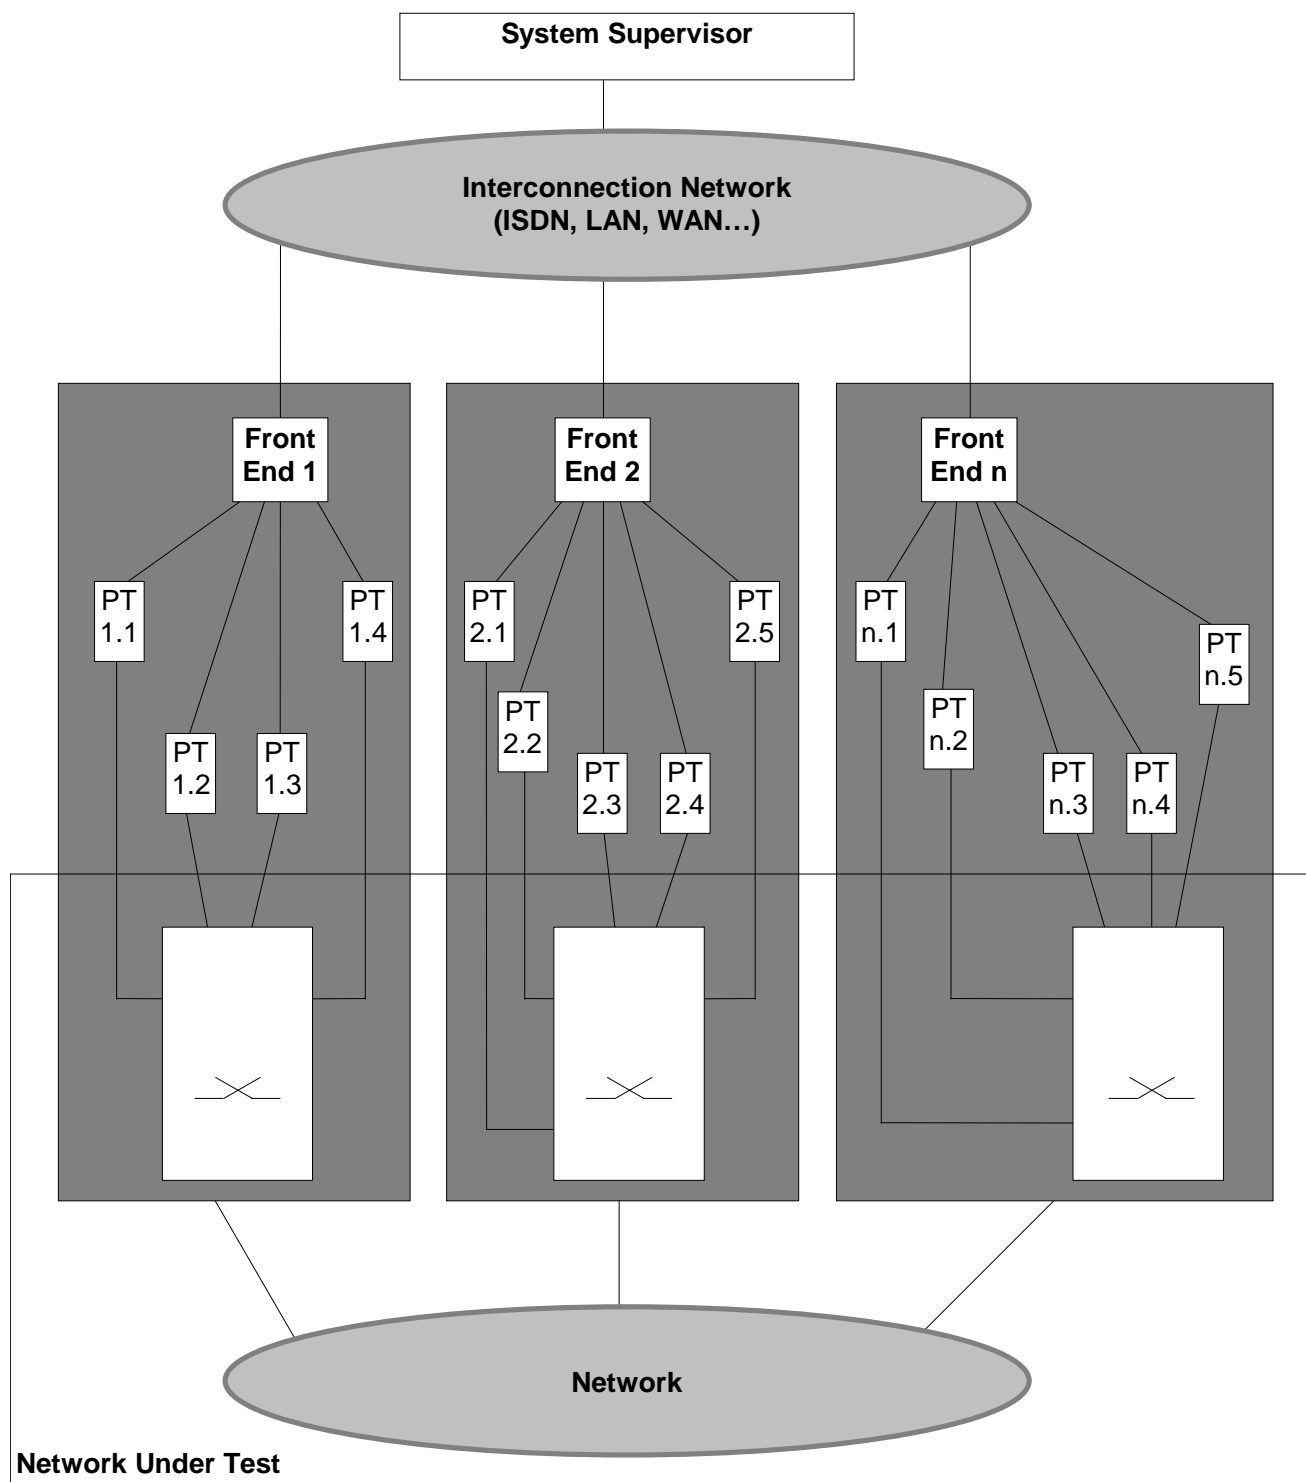 System Supervisor
Interconnection Network
(ISDN, LAN, WAN…)
Front
End 1
Front
End 2
Front
End n
PT
1.1
PT
1.2
PT
1.3
PT
1.4
PT
2.1
PT
2.2
PT
2.3
PT
2.4
PT
2.5
PT
n.1
PT
n.2
PT
n.3
PT
n.4
PT
n.5
Network
Network Under Test